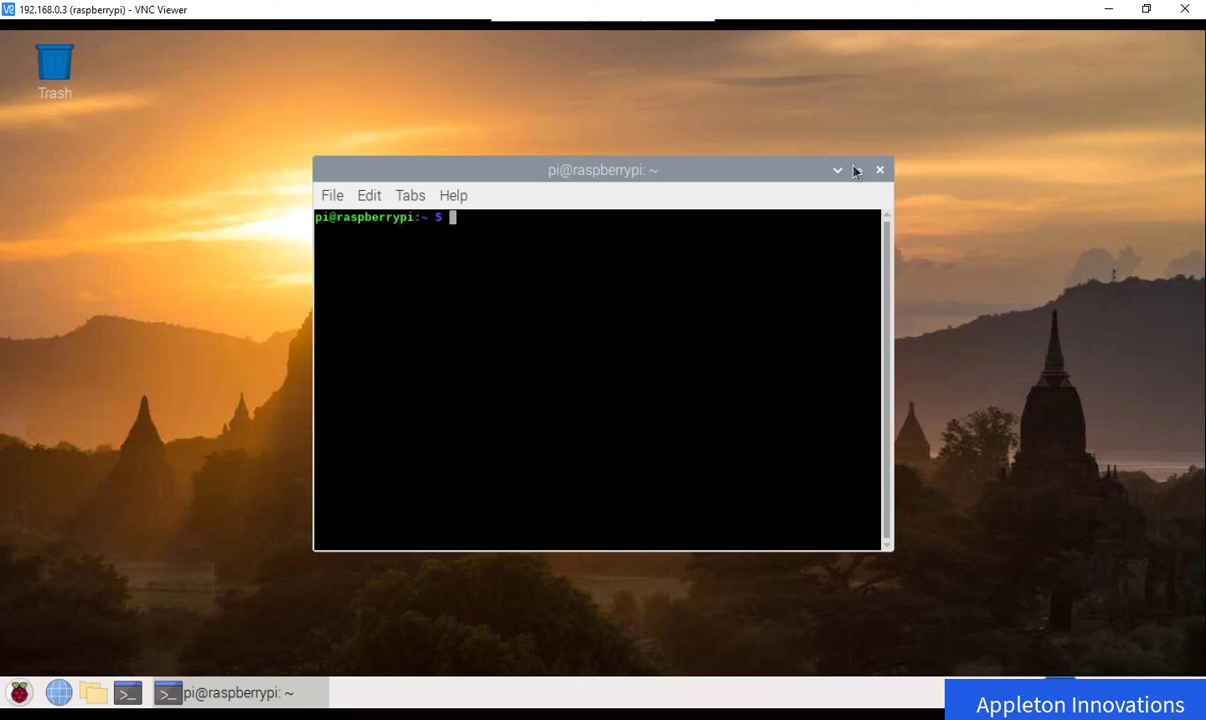 192.168.0.3 (raspberrypi) - VNC Viewer
Trash
pi@raspberrypi: ~
File Edit Tabs Help
pi@raspberrypi:~ $
pi@raspberrypi: ~
Appleton Innovations